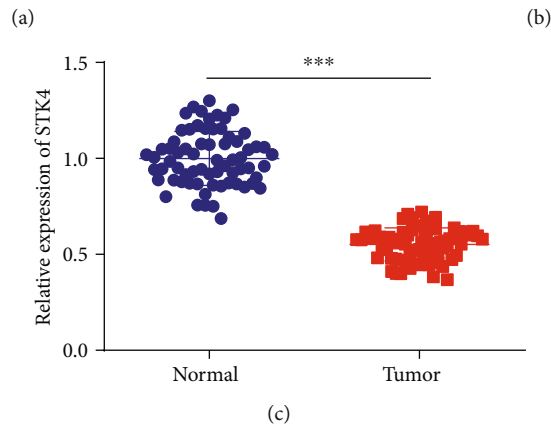 (a)
(b)
***
1.5
1.0
0.5
0.0
Relative expression of STK4
Normal
Tumor
(c)